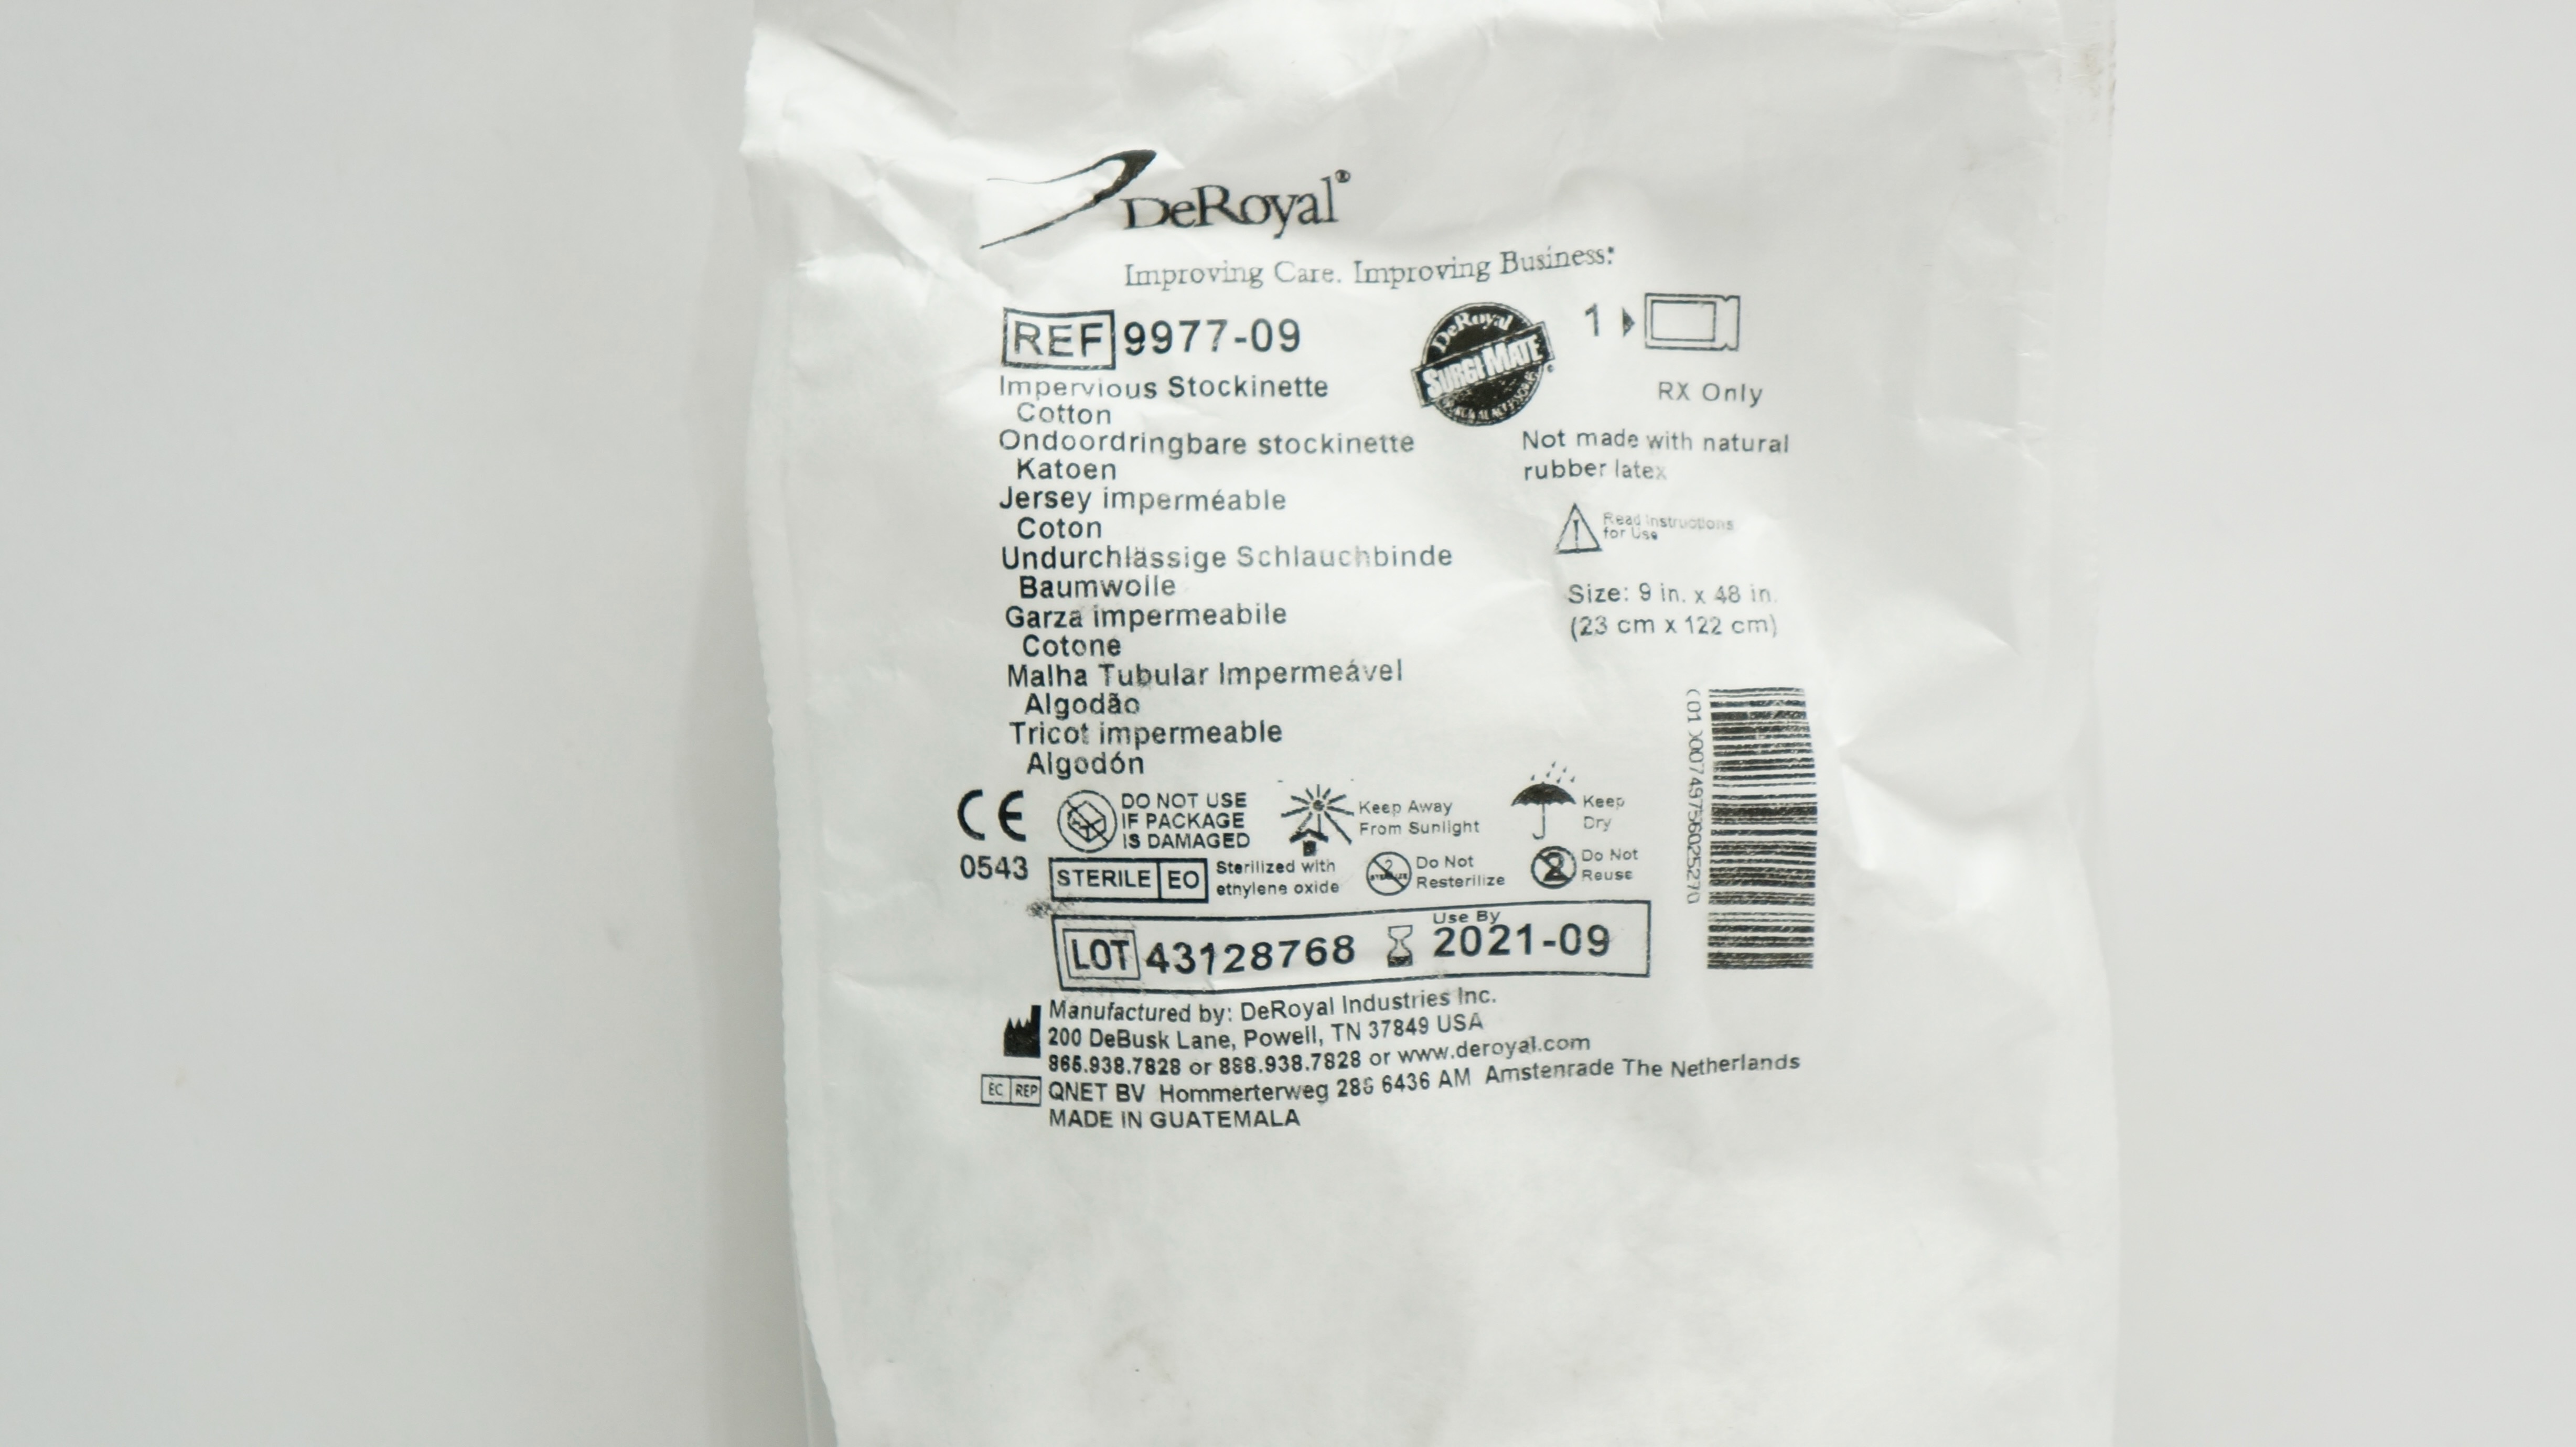 DeRoyal®
Improving Care. Improving Business.
REF 9977-09
Impervious Stockinette
Cotton
Ondoordringbare stockinette
Katoen
Jersey imperméable
Coton
Undurchlässige Schlauchbinde
Baumwolle
Garza impermeabile
Cotone
Malha Tubular Impermeável
Algodão
Tricot impermeable
Algodón
DeRoyal
SURGIMATE
1
RX Only
Not made with natural
rubber latex
Read Instructions
for Use
Size: 9 in. x 48 in.
(23 cm x 122 cm)
(01)00749756025270
CE
0543
DO NOT USE
IF PACKAGE
IS DAMAGED
Keep Away
From Sunlight
Keep
Dry
STERILE EO
Sterilized with
ethylene oxide
Do Not
Resterilize
Do Not
Reuse
LOT 43128768
Use By
2021-09
Manufactured by: DeRoyal Industries Inc.
200 DeBusk Lane, Powell, TN 37849 USA
865.938.7828 or 888.938.7828 or www.deroyal.com
EC REP QNET BV Hommerterweg 286 6436 AM Amstenrade The Netherlands
MADE IN GUATEMALA